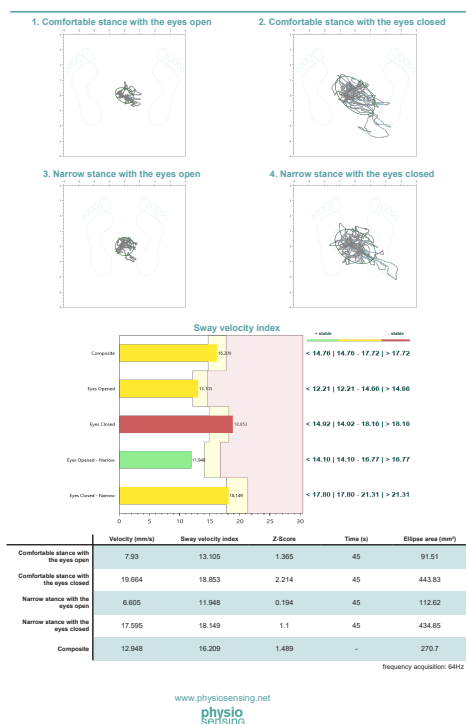 1. Comfortable stance with the eyes open
2. Comfortable stance with the eyes closed
3. Narrow stance with the eyes open
4. Narrow stance with the eyes closed
Sway velocity index
+ stable - stable
Composite 16.209 < 14.76 | 14.76 - 17.72 | > 17.72
Eyes Opened 13.105 < 12.21 | 12.21 - 14.66 | > 14.66
Eyes Closed 18.853 < 14.92 | 14.92 - 18.16 | > 18.16
Eyes Opened - Narrow 11.948 < 14.10 | 14.10 - 16.77 | > 16.77
Eyes Closed - Narrow 18.149 < 17.80 | 17.80 - 21.31 | > 21.31
0 5 10 15 20 25 30
Velocity (mm/s) Sway velocity index Z-Score Time (s) Ellipse area (mm²)
Comfortable stance with
the eyes open 7.93 13.105 1.365 45 91.51
Comfortable stance with
the eyes closed 19.664 18.853 2.214 45 443.83
Narrow stance with the
eyes open 6.605 11.948 0.194 45 112.62
Narrow stance with the
eyes closed 17.595 18.149 1.1 45 434.85
Composite 12.948 16.209 1.489 - 270.7
frequency acquisition: 64Hz
www.physiosensing.net
physio
sensing